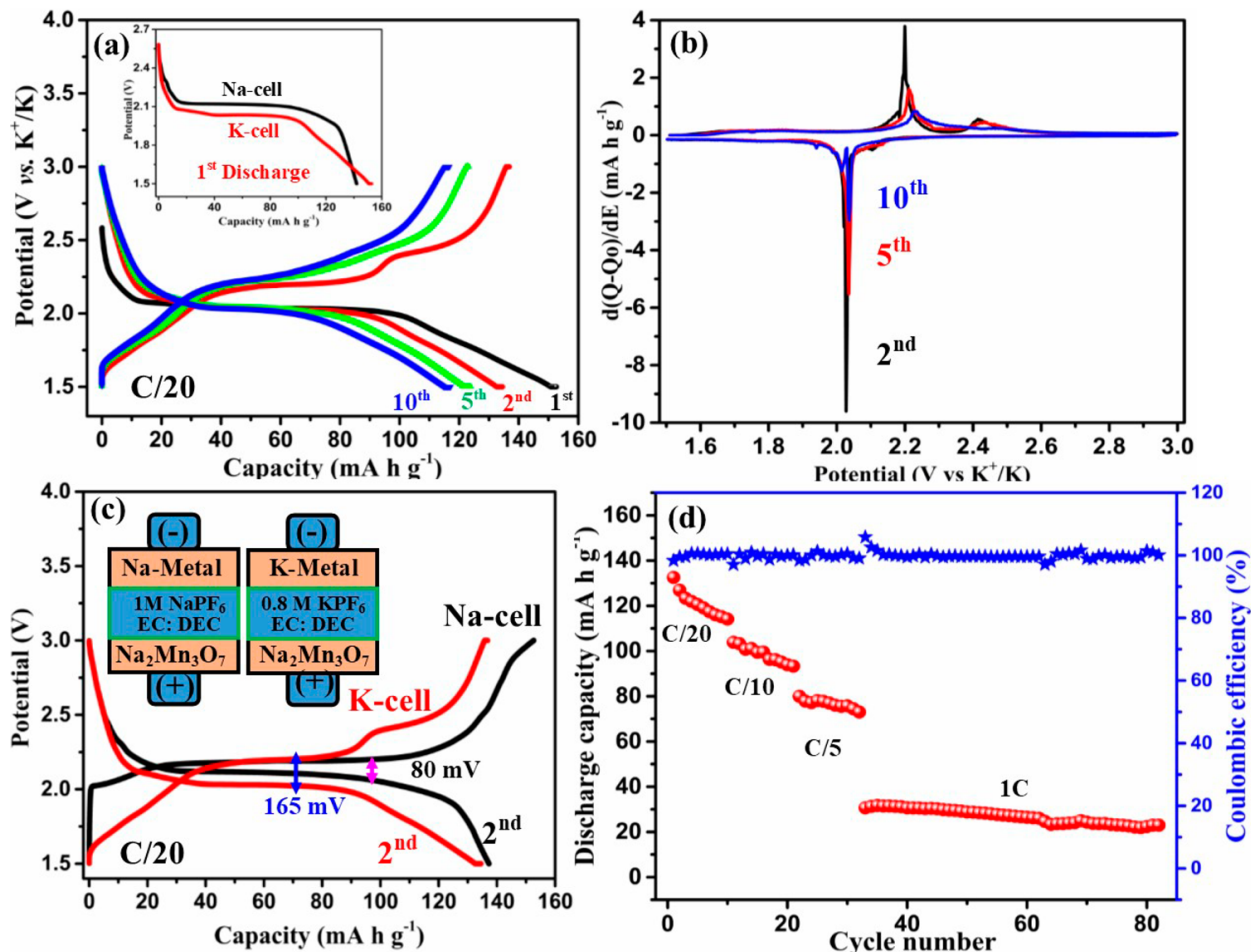 (a)
4.0
3.5
3.0
2.5
2.0
1.5
Potential (V vs. K⁺/K)
2.7
2.4
2.1
1.8
1.5
Potential (V)
Na-cell
K-cell
1ˢᵗ Discharge
0 40 80 120 160
Capacity (mA h g⁻¹)
C/20
10ᵗʰ 5ᵗʰ 2ⁿᵈ 1ˢᵗ
0 20 40 60 80 100 120 140 160
Capacity (mA h g⁻¹)
(b)
4
2
0
-2
-4
-6
-8
-10
d(Q-Qo)/dE (mA h g⁻¹)
10ᵗʰ
5ᵗʰ
2ⁿᵈ
1.6 1.8 2.0 2.2 2.4 2.6 2.8 3.0
Potential (V vs K⁺/K)
(c)
4.0
3.5
3.0
2.5
2.0
1.5
Potential (V)
(-) (-)
Na-Metal K-Metal
1M NaPF₆ 0.8 M KPF₆
EC: DEC EC: DEC
Na₂Mn₃O₇ Na₂Mn₃O₇
(+) (+)
Na-cell
K-cell
80 mV
165 mV
C/20
2ⁿᵈ 2ⁿᵈ
0 20 40 60 80 100 120 140 160
Capacity (mA h g⁻¹)
(d)
160
140
120
100
80
60
40
20
0
Discharge capacity (mA h g⁻¹)
C/20
C/10
C/5
1C
120
100
80
60
40
20
0
Coulombic efficiency (%)
0 20 40 60 80
Cycle number